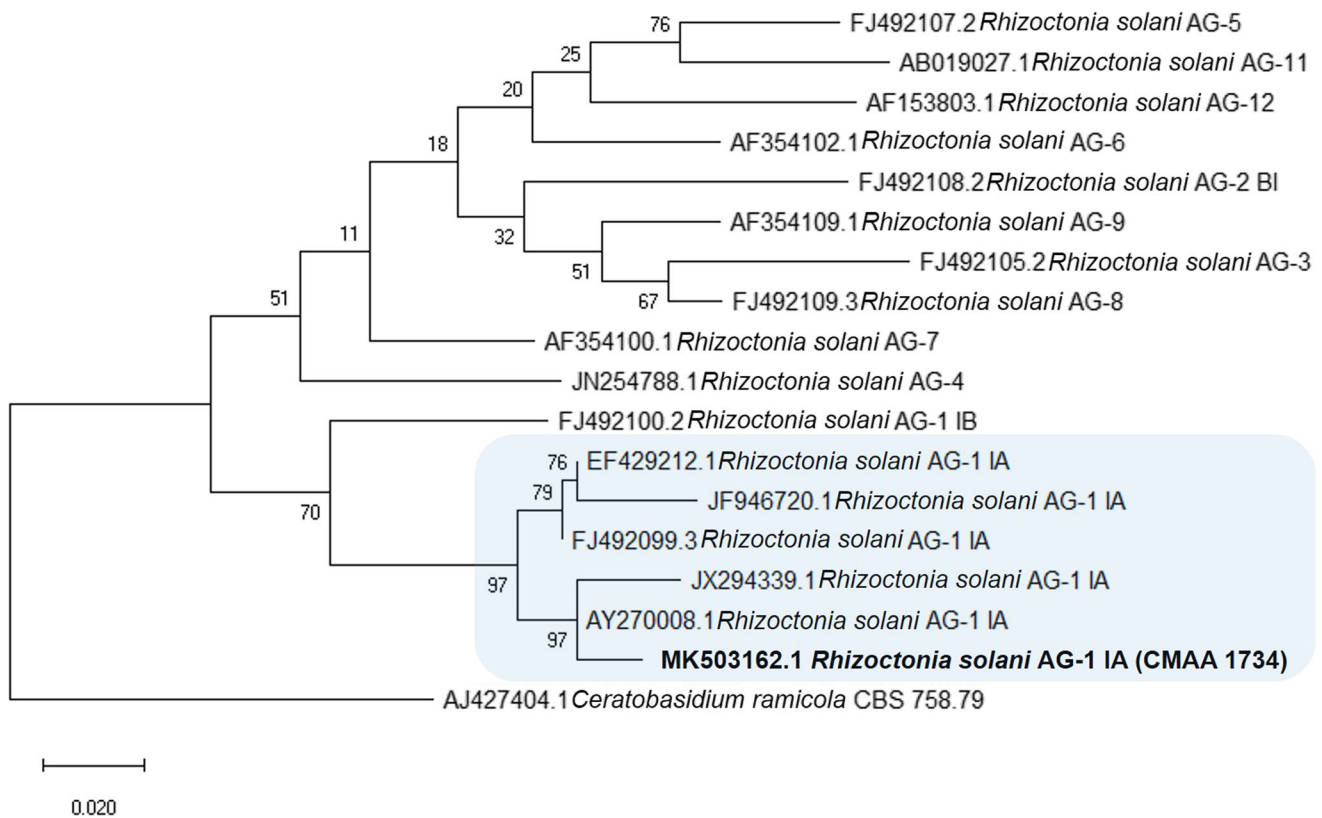 76
FJ492107.2 Rhizoctonia solani AG-5
25
AB019027.1 Rhizoctonia solani AG-11
20
AF153803.1 Rhizoctonia solani AG-12
18
AF354102.1 Rhizoctonia solani AG-6
FJ492108.2 Rhizoctonia solani AG-2 BI
11
32
AF354109.1 Rhizoctonia solani AG-9
51
FJ492105.2 Rhizoctonia solani AG-3
51
67
FJ492109.3 Rhizoctonia solani AG-8
AF354100.1 Rhizoctonia solani AG-7
JN254788.1 Rhizoctonia solani AG-4
FJ492100.2 Rhizoctonia solani AG-1 IB
76
EF429212.1 Rhizoctonia solani AG-1 IA
79
JF946720.1 Rhizoctonia solani AG-1 IA
70
FJ492099.3 Rhizoctonia solani AG-1 IA
97
JX294339.1 Rhizoctonia solani AG-1 IA
AY270008.1 Rhizoctonia solani AG-1 IA
97
MK503162.1 Rhizoctonia solani AG-1 IA (CMAA 1734)
AJ427404.1 Ceratobasidium ramicola CBS 758.79
0.020